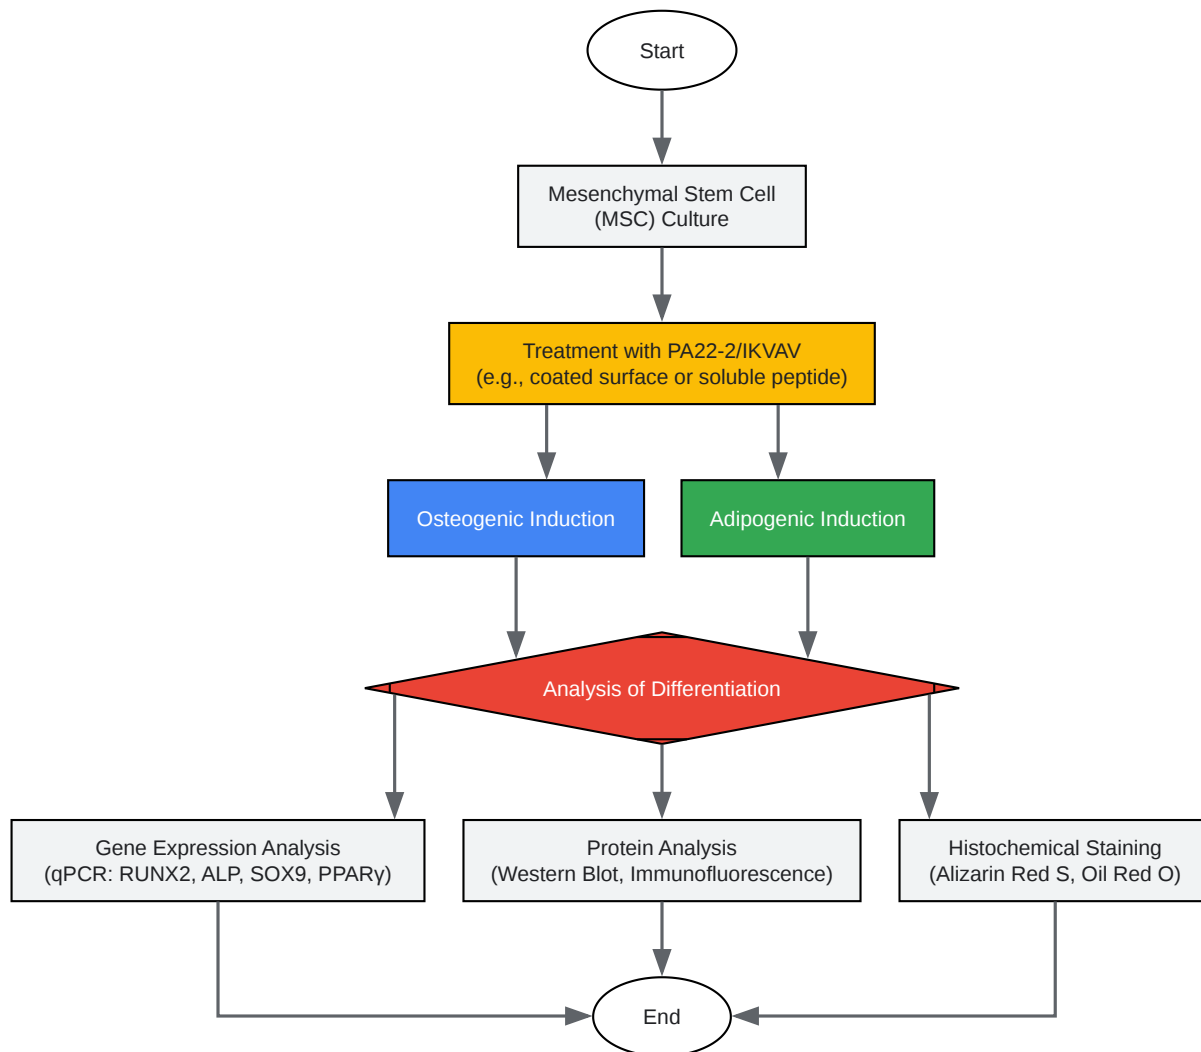 Start
Mesenchymal Stem Cell
(MSC) Culture
Treatment with PA22-2/IKVAV
(e.g., coated surface or soluble peptide)
Osteogenic Induction
Adipogenic Induction
Analysis of Differentiation
Gene Expression Analysis
(qPCR: RUNX2, ALP, SOX9, PPARγ)
Protein Analysis
(Western Blot, Immunofluorescence)
Histochemical Staining
(Alizarin Red S, Oil Red O)
End